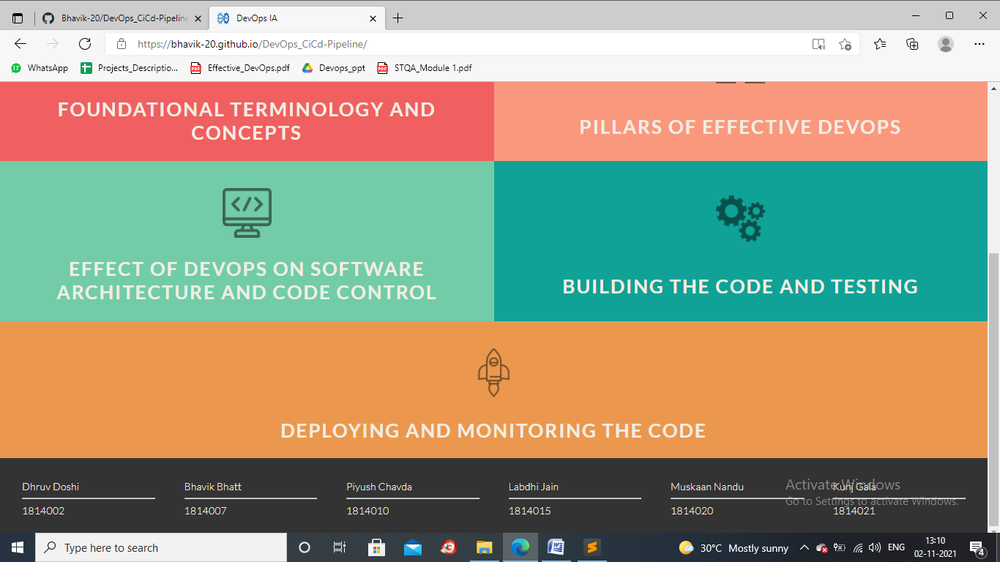 Bhavik-20/DevOps_CiCd-Pipeline
DevOps IA
https://bhavik-20.github.io/DevOps_CiCd-Pipeline/
WhatsApp
Projects_Descriptio...
Effective_DevOps.pdf
Devops_ppt
STQA_Module 1.pdf
FOUNDATIONAL TERMINOLOGY AND
CONCEPTS
PILLARS OF EFFECTIVE DEVOPS
EFFECT OF DEVOPS ON SOFTWARE
ARCHITECTURE AND CODE CONTROL
BUILDING THE CODE AND TESTING
DEPLOYING AND MONITORING THE CODE
Dhruv Doshi
1814002
Bhavik Bhatt
1814007
Piyush Chavda
1814010
Labdhi Jain
1814015
Muskaan Nandu
1814020
Kunj Gala
1814021
Activate Windows
Go to Settings to activate Windows.
Type here to search
30°C Mostly sunny
ENG
13:10
02-11-2021
4